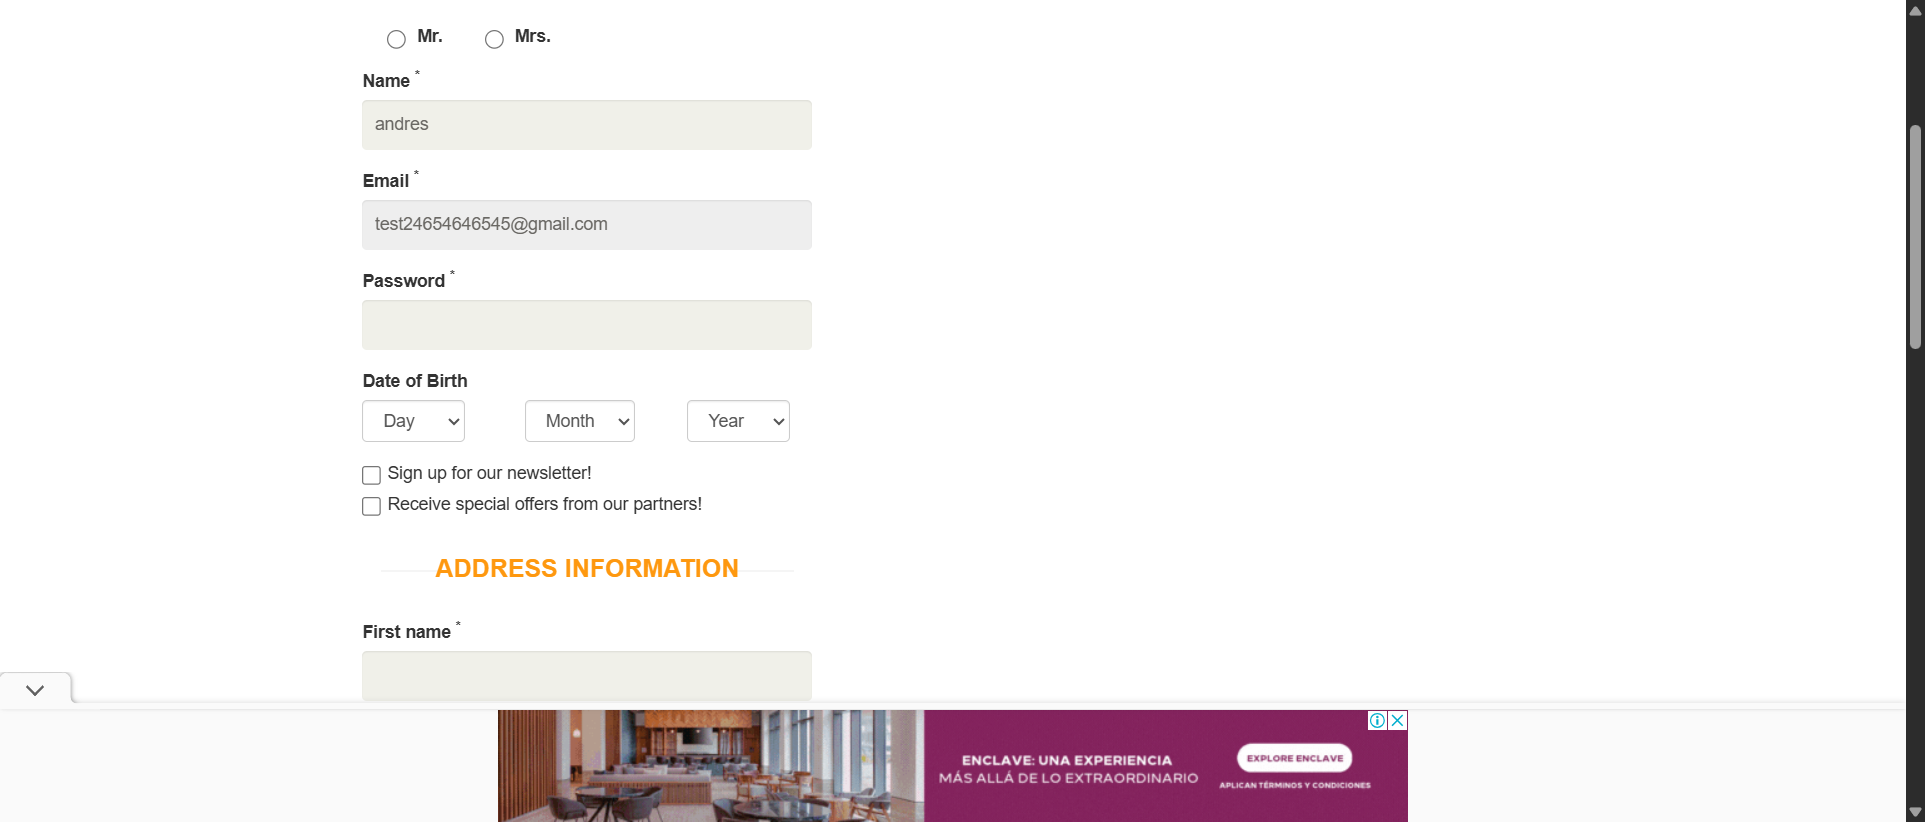 Mr. Mrs.
Name *
andres
Email *
test24654646545@gmail.com
Password *
Date of Birth
Day Month Year
Sign up for our newsletter!
Receive special offers from our partners!
ADDRESS INFORMATION
First name *
ENCLAVE: UNA EXPERIENCIA
MÁS ALLÁ DE LO EXTRAORDINARIO
EXPLORE ENCLAVE
APLICAN TÉRMINOS Y CONDICIONES